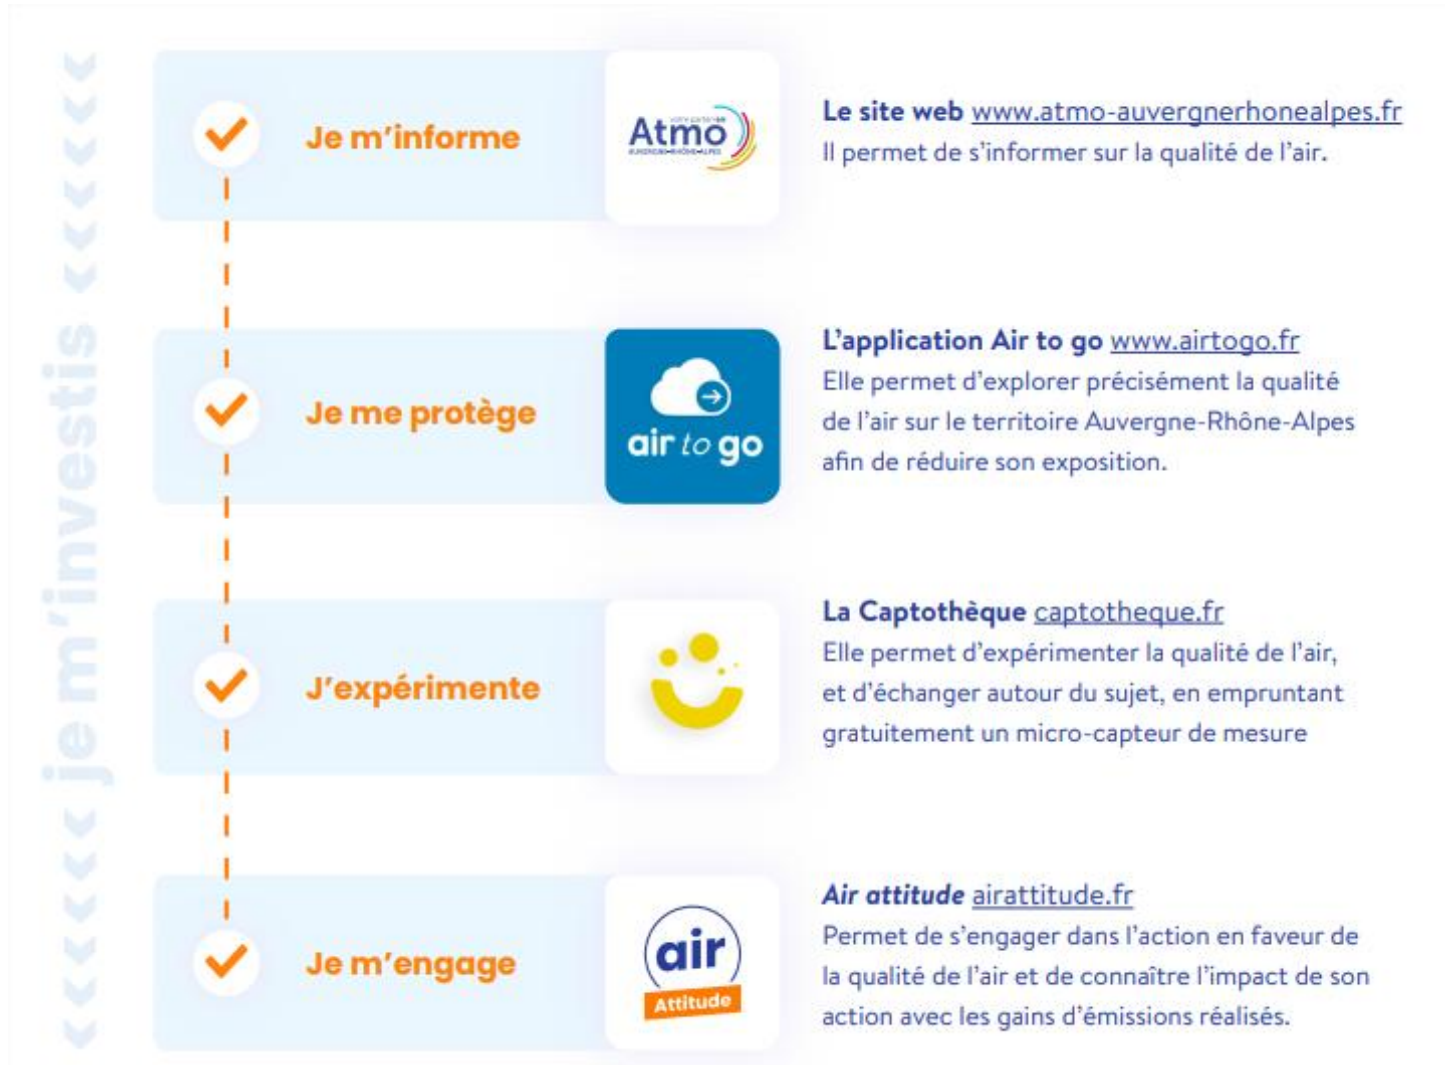 je m'investis
Je m'informe
Atmo
AUVERGNE-RHÔNE-ALPES
Le site web www.atmo-auvergnerhonealpes.fr
Il permet de s'informer sur la qualité de l'air.
Je me protège
air to go
L'application Air to go www.airtogo.fr
Elle permet d'explorer précisément la qualité
de l'air sur le territoire Auvergne-Rhône-Alpes
afin de réduire son exposition.
J'expérimente
La Captothèque captotheque.fr
Elle permet d'expérimenter la qualité de l'air,
et d'échanger autour du sujet, en empruntant
gratuitement un micro-capteur de mesure
Je m'engage
air
Attitude
Air attitude airattitude.fr
Permet de s'engager dans l'action en faveur de
la qualité de l'air et de connaître l'impact de son
action avec les gains d'émissions réalisés.